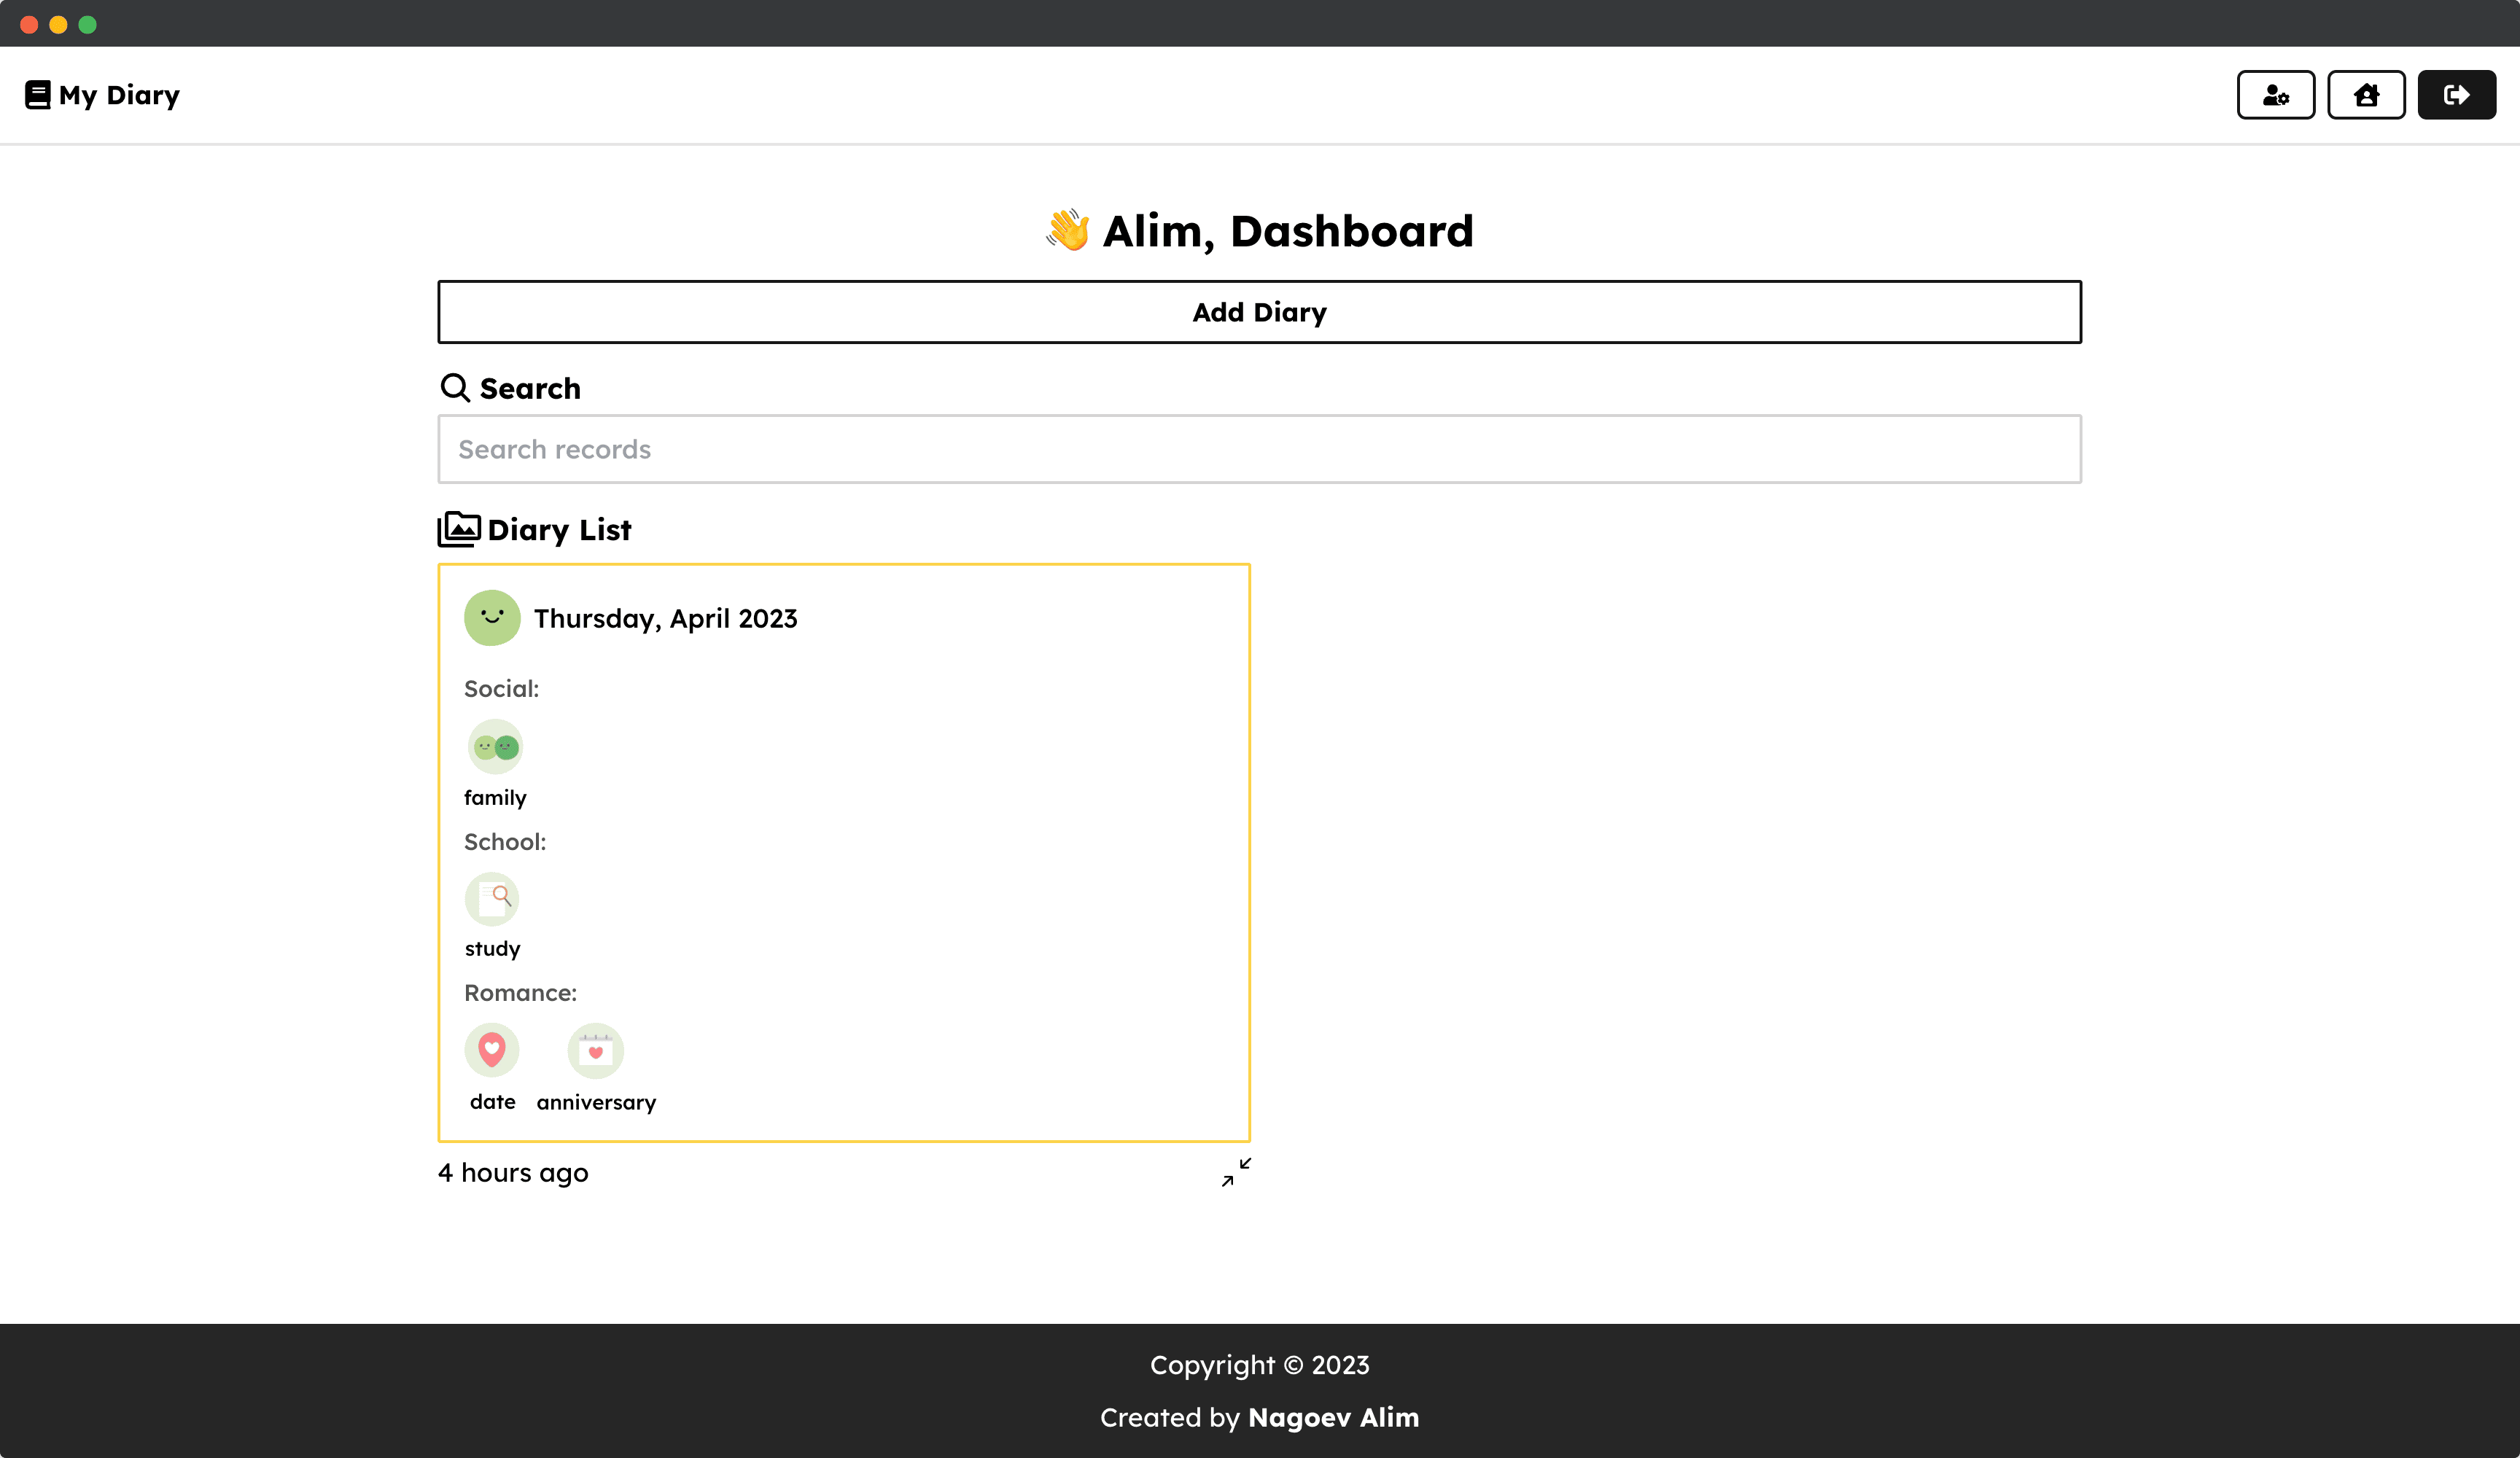 My Diary
👋 Alim, Dashboard
Add Diary
Search
Search records
Diary List
Thursday, April 2023
Social:
family
School:
study
Romance:
date anniversary
4 hours ago
Copyright © 2023
Created by Nagoev Alim